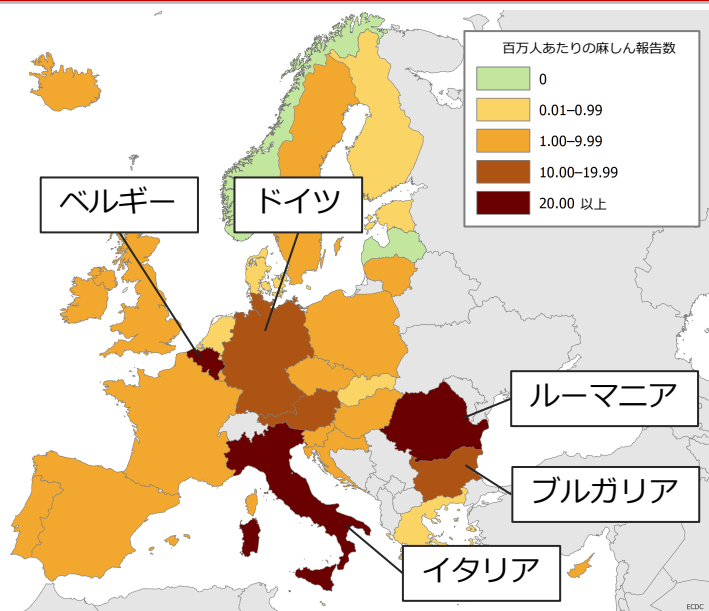 百万人あたりの麻しん報告数
0
0.01–0.99
1.00–9.99
10.00–19.99
20.00 以上
ベルギー
ドイツ
ルーマニア
ブルガリア
イタリア
ECDC